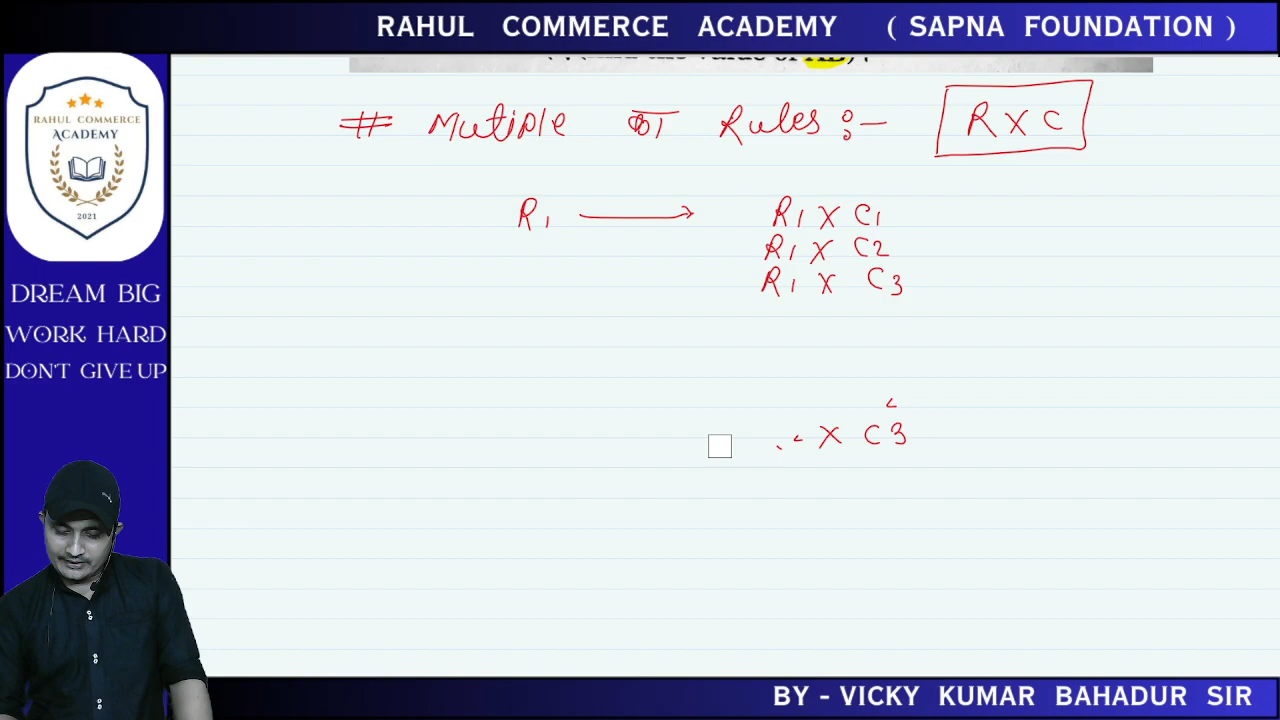 RAHUL COMMERCE ACADEMY ( SAPNA FOUNDATION )
# Mutiple का Rules :- R X C
RAHUL COMMERCE
ACADEMY
2021
R1 → R1 X C1
R1 X C2
R1 X C3
DREAM BIG
WORK HARD
DON'T GIVE UP
X C3
BY - VICKY KUMAR BAHADUR SIR